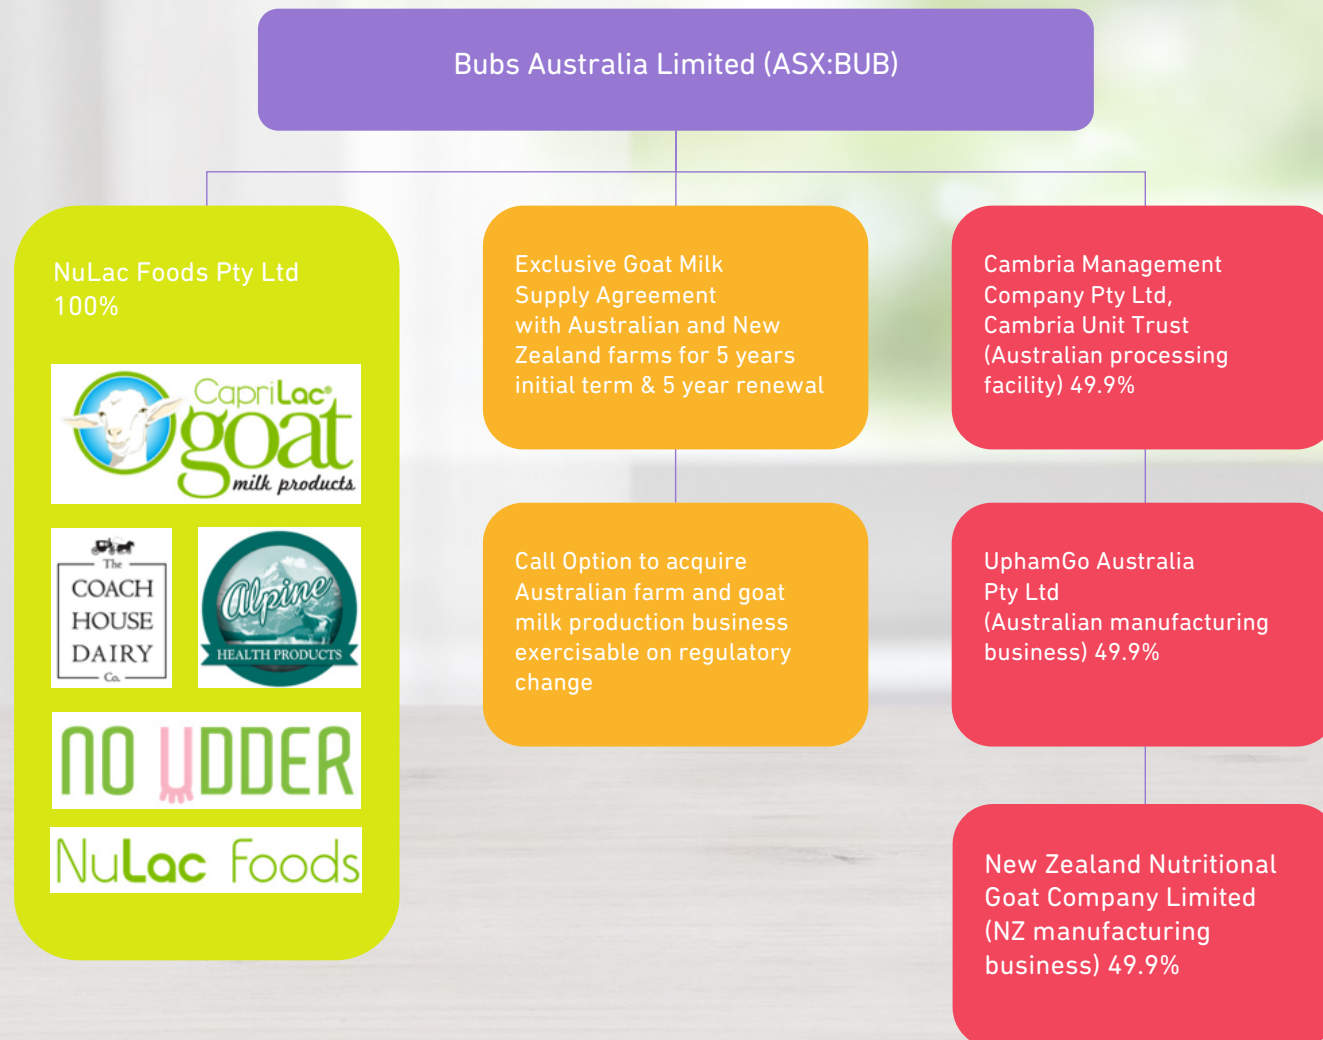 Bubs Australia Limited (ASX:BUB)
NuLac Foods Pty Ltd
100%
CapriLac®
goat
milk products
The
COACH
HOUSE
DAIRY
Co.
Alpine
HEALTH PRODUCTS
NO UDDER
NuLac Foods
Exclusive Goat Milk
Supply Agreement
with Australian and New
Zealand farms for 5 years
initial term & 5 year renewal
Call Option to acquire
Australian farm and goat
milk production business
exercisable on regulatory
change
Cambria Management
Company Pty Ltd,
Cambria Unit Trust
(Australian processing
facility) 49.9%
UphamGo Australia
Pty Ltd
(Australian manufacturing
business) 49.9%
New Zealand Nutritional
Goat Company Limited
(NZ manufacturing
business) 49.9%